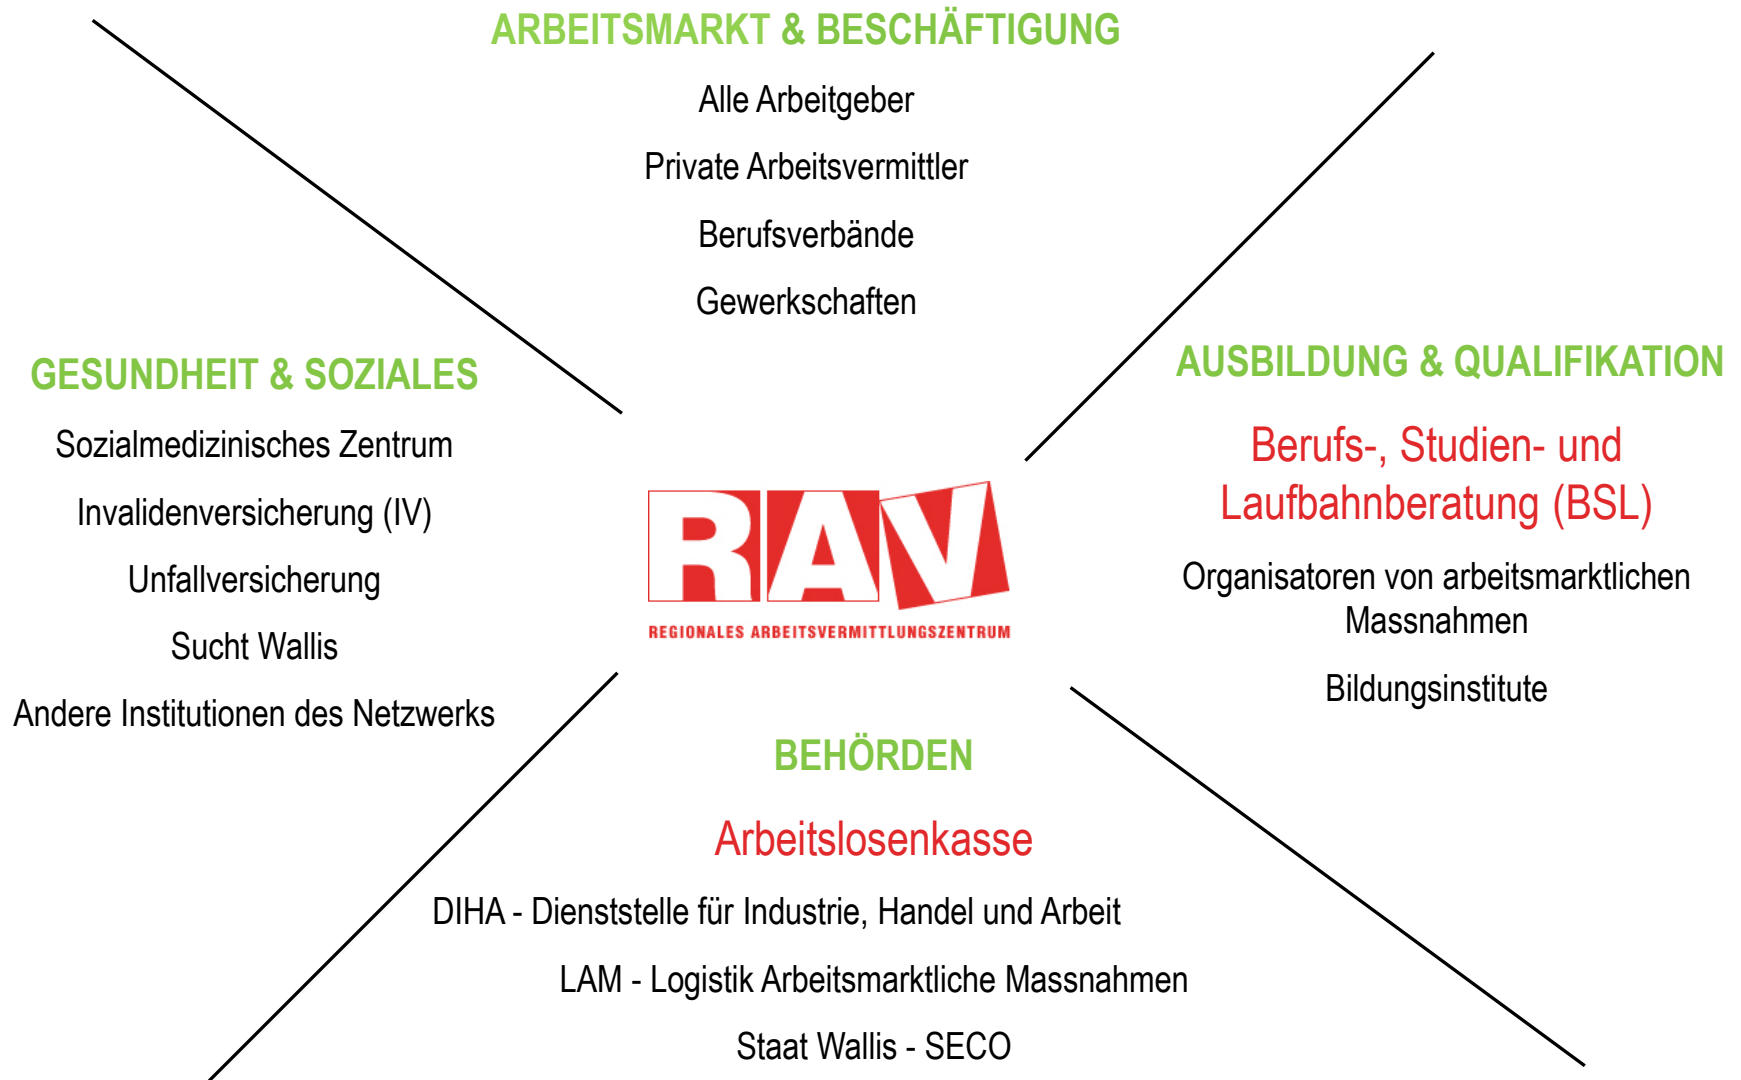 ARBEITSMARKT & BESCHÄFTIGUNG
Alle Arbeitgeber
Private Arbeitsvermittler
Berufsverbände
Gewerkschaften
GESUNDHEIT & SOZIALES
Sozialmedizinisches Zentrum
Invalidenversicherung (IV)
Unfallversicherung
Sucht Wallis
Andere Institutionen des Netzwerks
RAV
REGIONALES ARBEITSVERMITTLUNGSZENTRUM
AUSBILDUNG & QUALIFIKATION
Berufs-, Studien- und
Laufbahnberatung (BSL)
Organisatoren von arbeitsmarktlichen
Massnahmen
Bildungsinstitute
BEHÖRDEN
Arbeitslosenkasse
DIHA - Dienststelle für Industrie, Handel und Arbeit
LAM - Logistik Arbeitsmarktliche Massnahmen
Staat Wallis - SECO